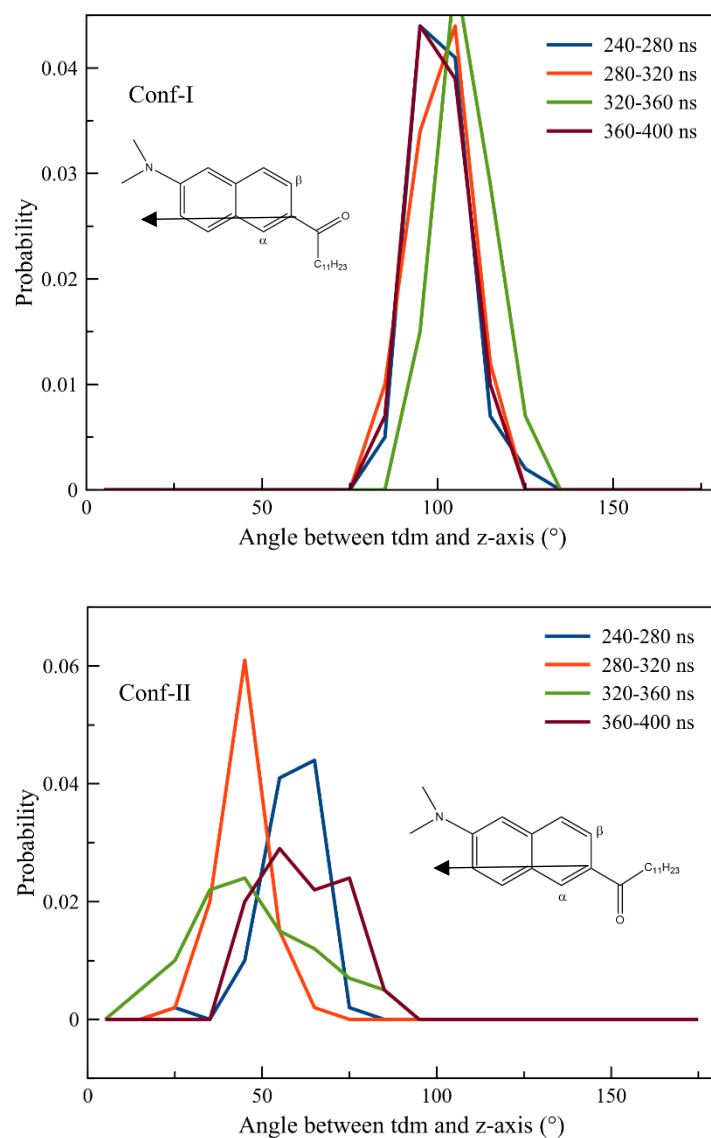 0.04
0.03
0.02
0.01
0
Probability
Conf-I
240-280 ns
280-320 ns
320-360 ns
360-400 ns
N
β
O
α
C₁₁H₂₃
0
50
100
150
Angle between tdm and z-axis (°)
0.06
0.04
0.02
0
Probability
Conf-II
240-280 ns
280-320 ns
320-360 ns
360-400 ns
N
β
C₁₁H₂₃
α
O
0
50
100
150
Angle between tdm and z-axis (°)